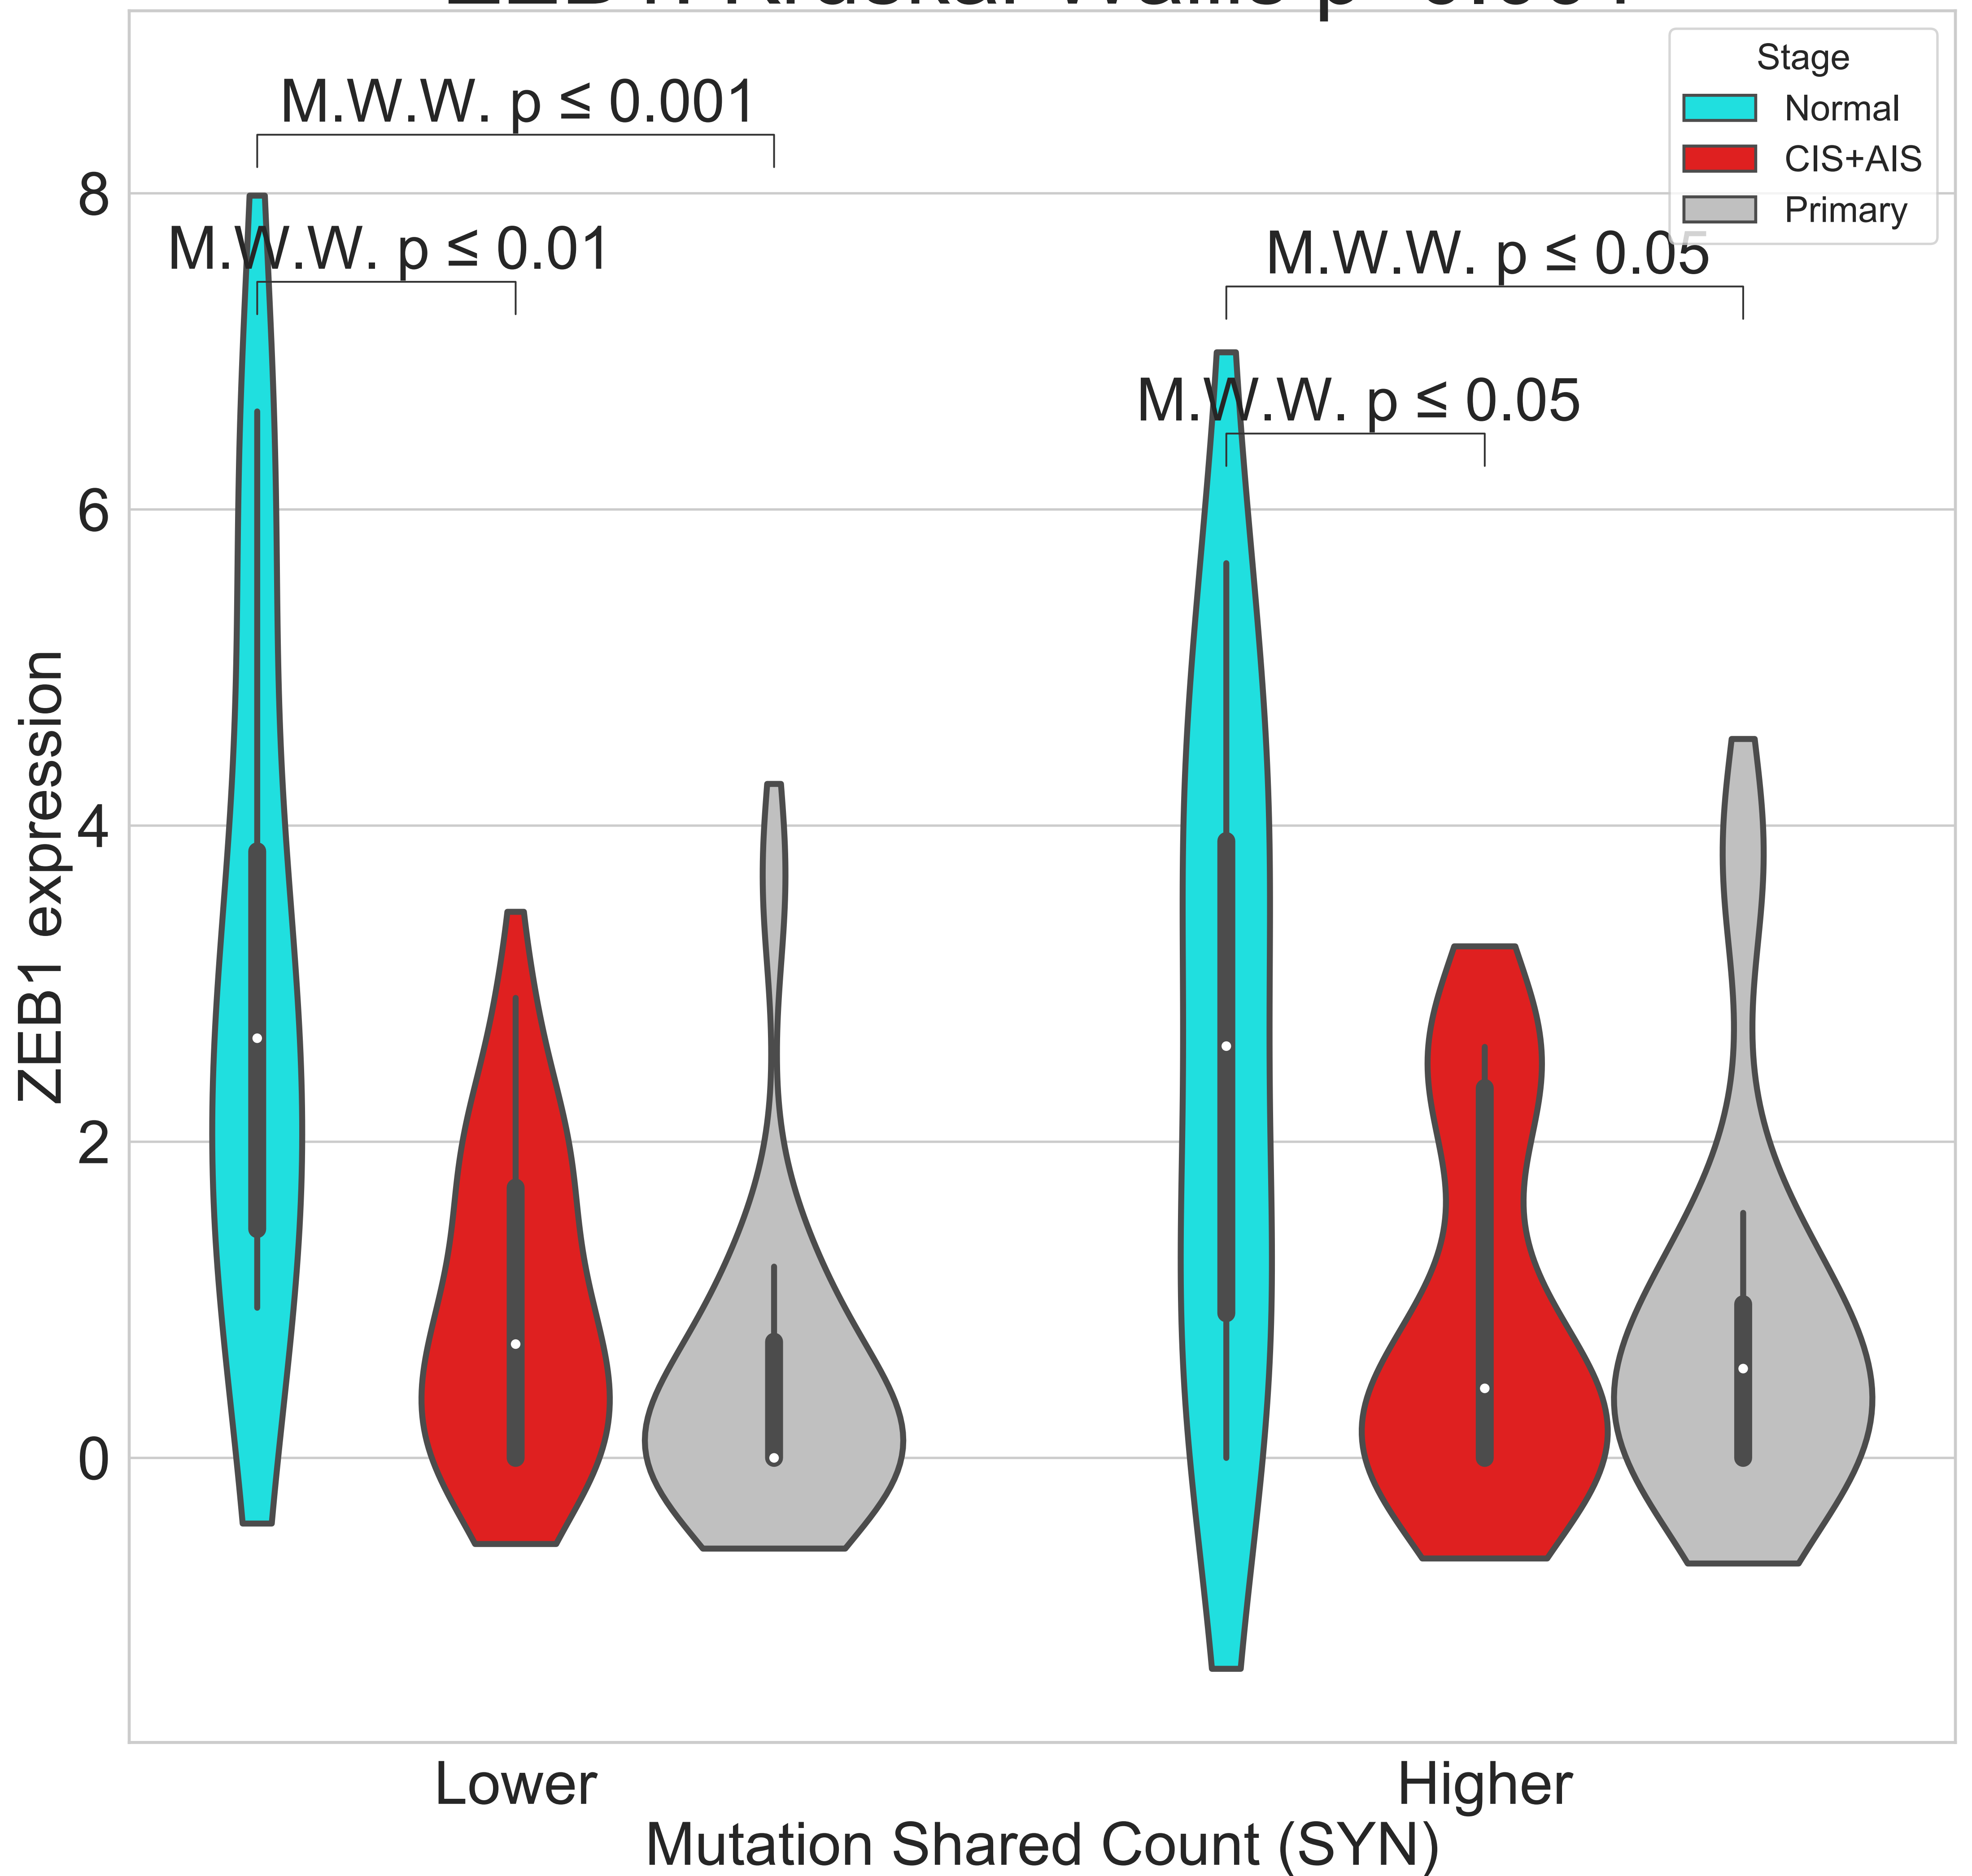 Stage
Normal
CIS+AIS
Primary
M.W.W. p ≤ 0.001
M.W.W. p ≤ 0.01
M.W.W. p ≤ 0.05
M.W.W. p ≤ 0.05
8
6
4
2
0
ZEB1 expression
Lower
Higher
Mutation Shared Count (SYN)